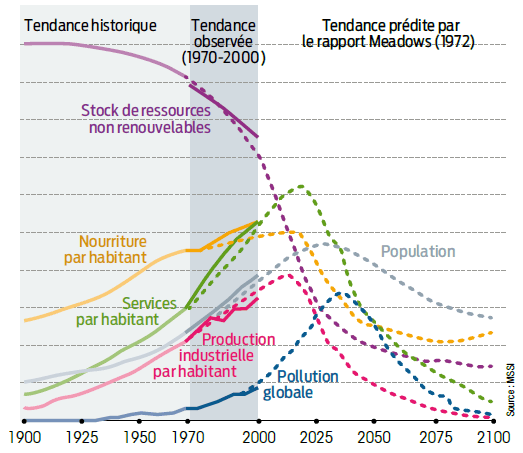 Tendance historique
Tendance
observée
(1970-2000)
Tendance prédite par
le rapport Meadows (1972)
Stock de ressources
non renouvelables
Nourriture
par habitant
Population
Services
par habitant
Production
industrielle
par habitant
Pollution
globale
Source : MSSI
1900 1925 1950 1970 2000 2025 2050 2075 2100